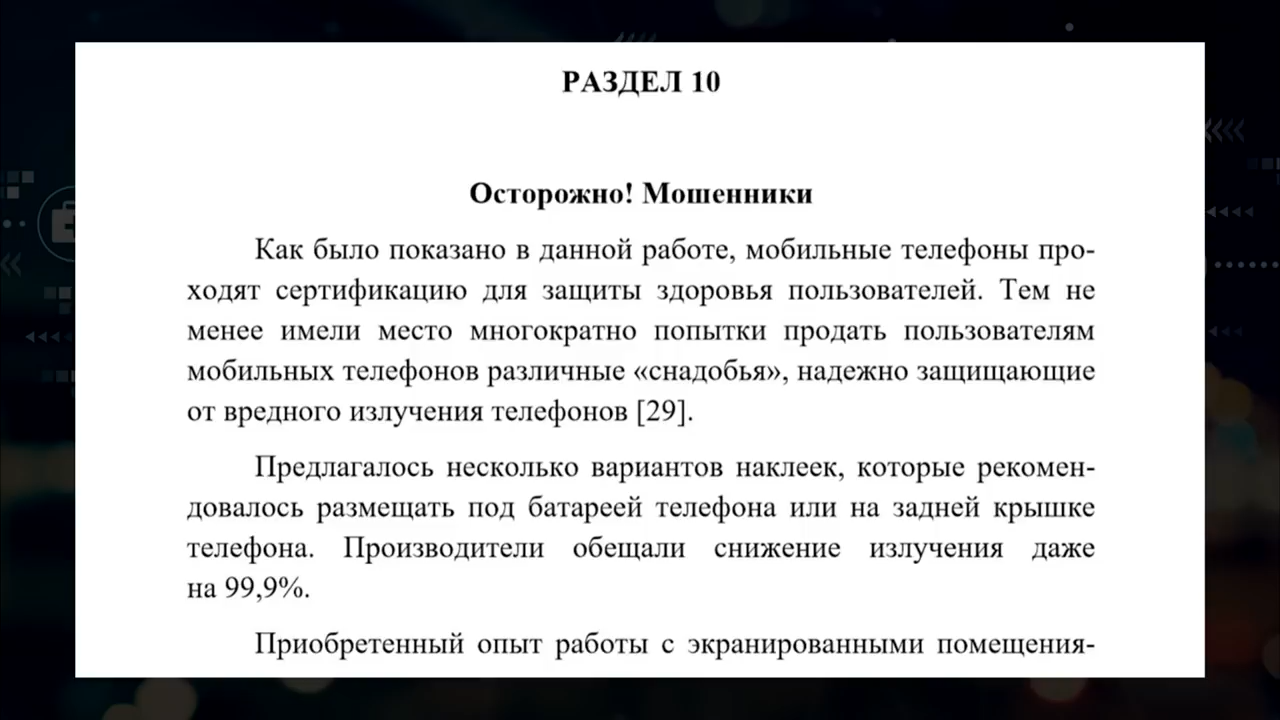 РАЗДЕЛ 10
Осторожно! Мошенники
Как было показано в данной работе, мобильные телефоны про-
ходят сертификацию для защиты здоровья пользователей. Тем не
менее имели место многократно попытки продать пользователям
мобильных телефонов различные «снадобья», надежно защищающие
от вредного излучения телефонов [29].
Предлагалось несколько вариантов наклеек, которые рекомен-
довалось размещать под батареей телефона или на задней крышке
телефона. Производители обещали снижение излучения даже
на 99,9%.
Приобретенный опыт работы с экранированными помещения-